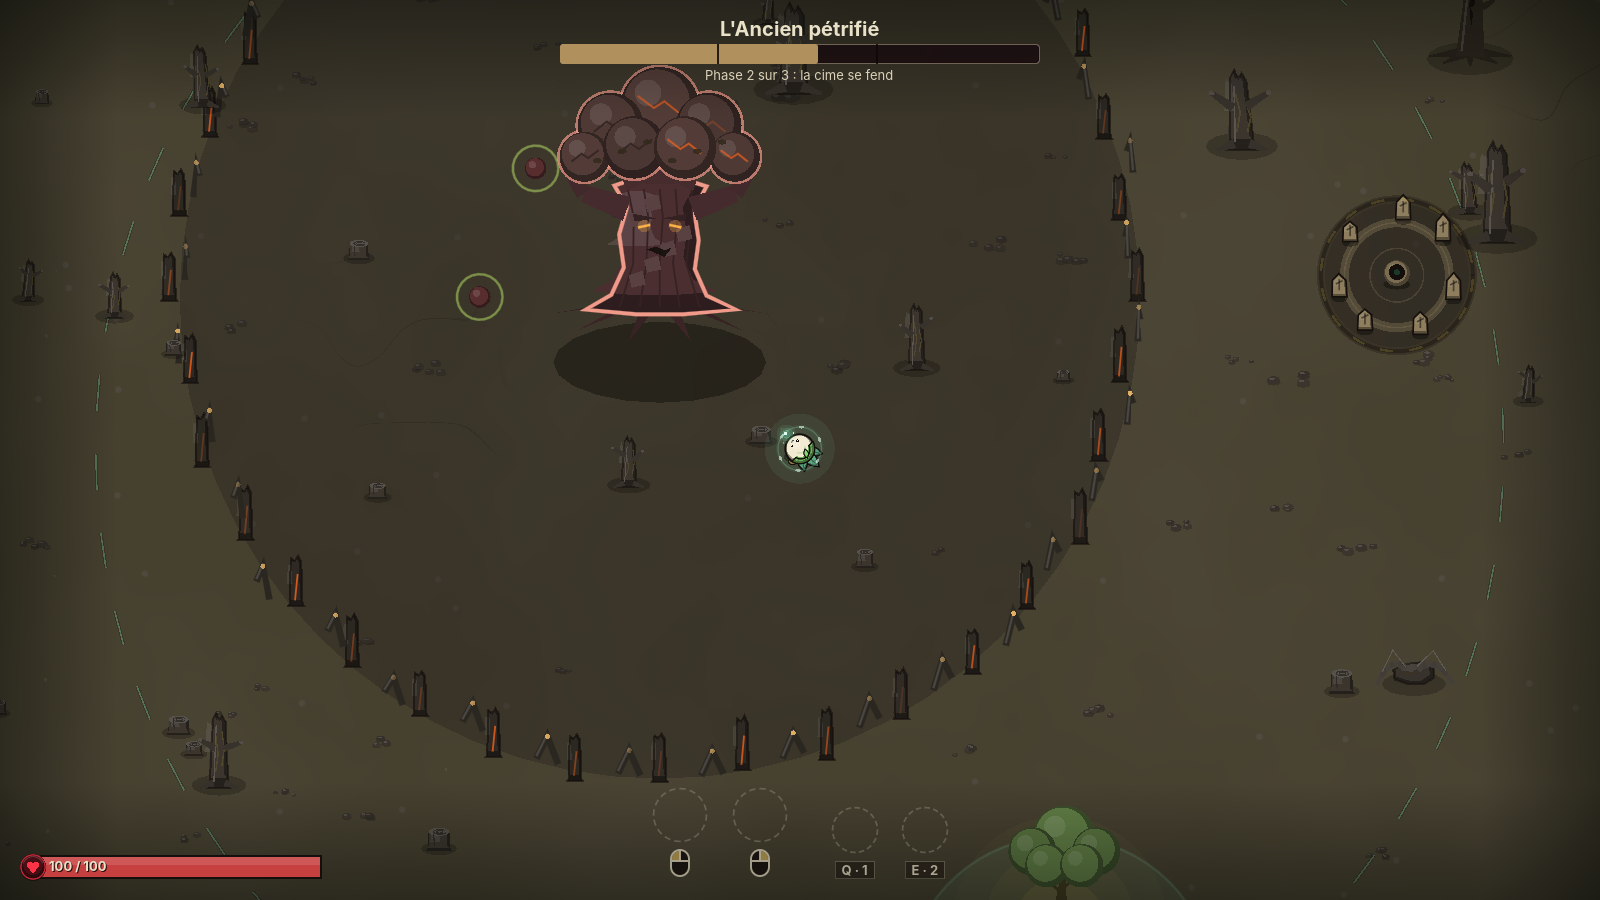 L'Ancien pétrifié
Phase 2 sur 3 : la cime se fend
100 / 100
Q · 1
E · 2